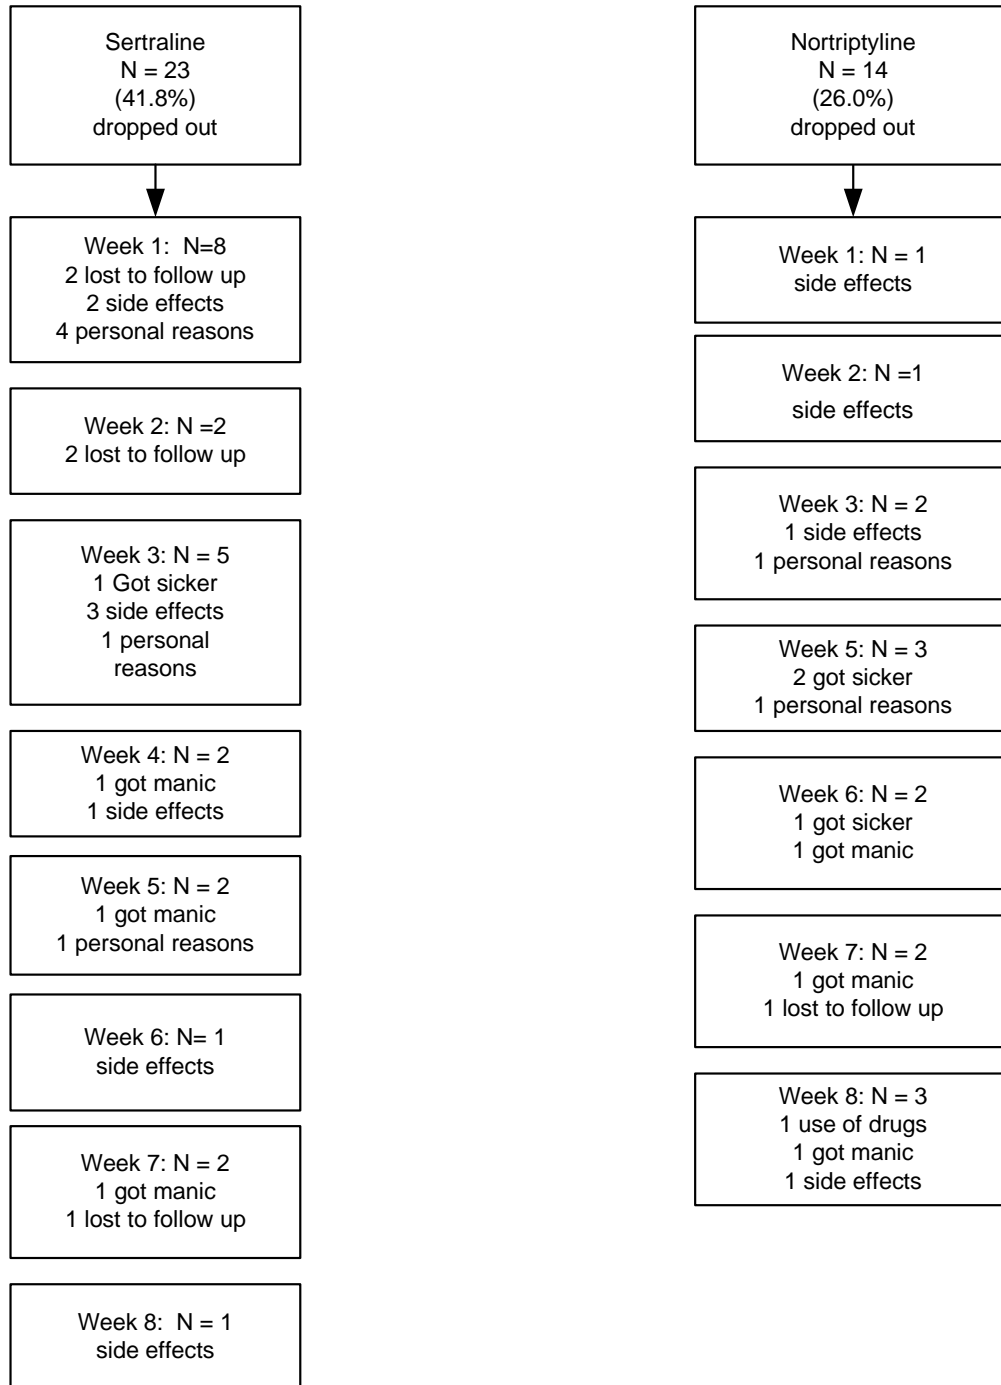 Sertraline
N = 23
(41.8%)
dropped out
Week 1:  N=8
2 lost to follow up
2 side effects
4 personal reasons
Week 2: N =2
2 lost to follow up
Week 3: N = 5
1 Got sicker
3 side effects
1 personal
reasons
Week 4: N = 2
1 got manic
1 side effects
Week 5: N = 2
1 got manic
1 personal reasons
Week 6: N= 1
side effects
Week 7: N = 2
1 got manic
1 lost to follow up
Week 8:  N = 1
side effects
Nortriptyline
N = 14
(26.0%)
dropped out
Week 1: N = 1
side effects
Week 2: N =1
side effects
Week 3: N = 2
1 side effects
1 personal reasons
Week 5: N = 3
2 got sicker
1 personal reasons
Week 6: N = 2
1 got sicker
1 got manic
Week 7: N = 2
1 got manic
1 lost to follow up
Week 8: N = 3
1 use of drugs
1 got manic
1 side effects